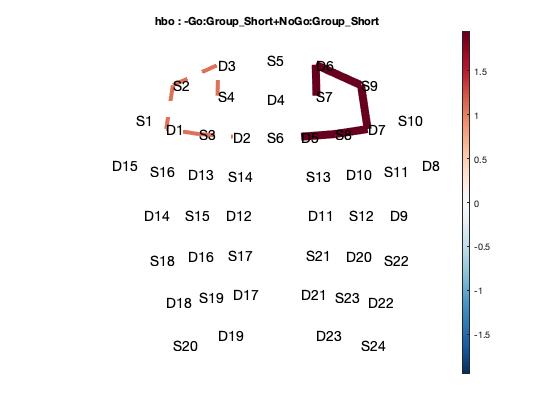 hbo : -Go:Group_Short+NoGo:Group_Short
D3 S5 D6
S2 S9
S4 D4 S7
S1 S10
D1 S3 D2 S6 D5 S8 D7
D15 S16 D13 S14 S13 D10 S11 D8
D14 S15 D12 D11 S12 D9
S18 D16 S17 S21 D20 S22
D18 S19 D17 D21 S23 D22
S20 D19 D23 S24
1.5
1
0.5
0
-0.5
-1
-1.5